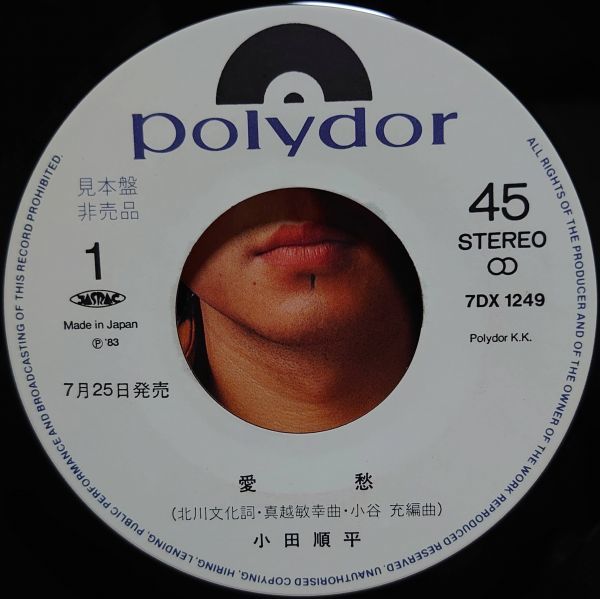 polydor
見本盤
非売品
45
STEREO
1
JASRAC
7DX 1249
Made in Japan
Ⓟ '83
Polydor K.K.
7月25日発売
愛 愁
(北川文化詞・真越敏幸曲・小谷 充編曲)
小田順平
ALL RIGHTS OF THE PRODUCER AND OF THE OWNER OF THE WORK REPRODUCED RESERVED. UNAUTHORISED COPYING, HIRING, LENDING, PUBLIC PERFORMANCE AND BROADCASTING OF THIS RECORD PROHIBITED.